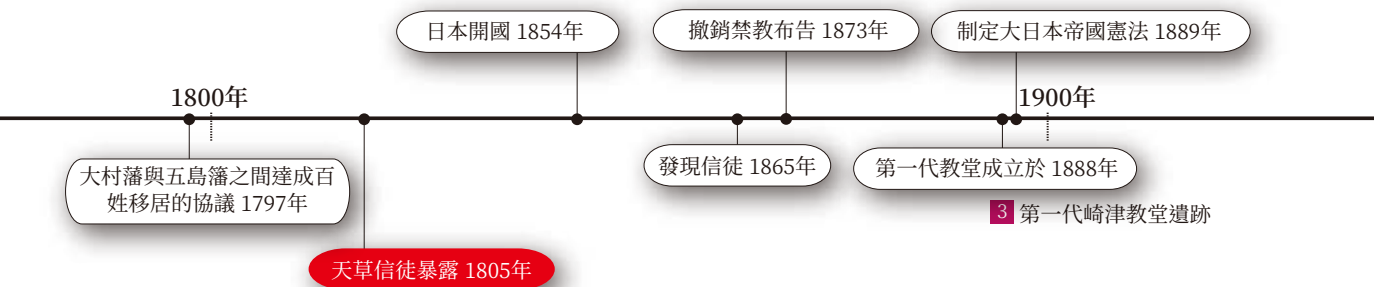 日本開國 1854年
撤銷禁教布告 1873年
制定大日本帝國憲法 1889年
1800年
1900年
大村藩與五島籓之間達成百
姓移居的協議 1797年
發現信徒 1865年
第一代教堂成立於 1888年
3 第一代崎津教堂遺跡
天草信徒暴露 1805年